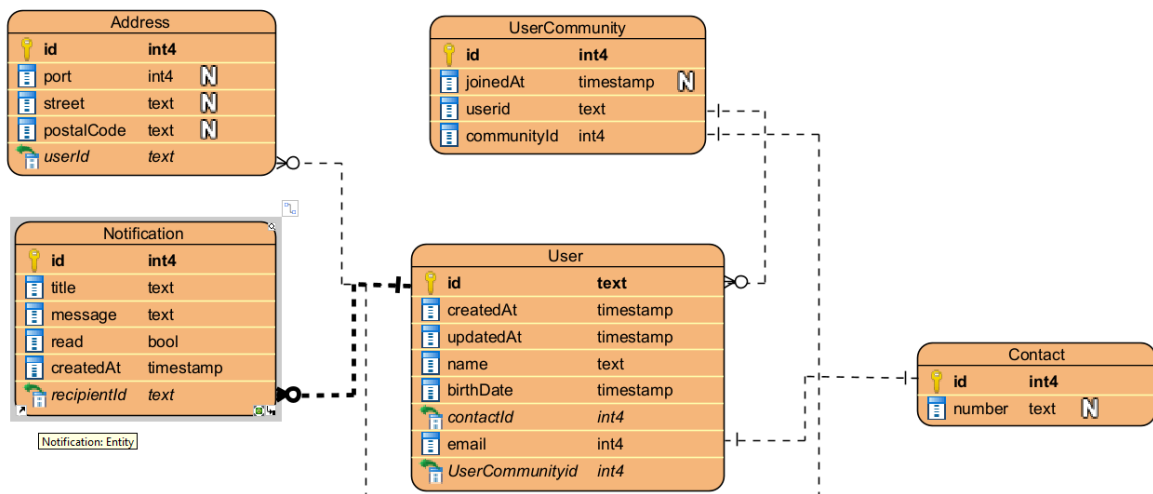 Address
id int4
port int4 N
street text N
postalCode text N
userId text
UserCommunity
id int4
joinedAt timestamp N
userid text
communityId int4
Notification
id int4
title text
message text
read bool
createdAt timestamp
recipientId text
Notification: Entity
User
id text
createdAt timestamp
updatedAt timestamp
name text
birthDate timestamp
contactId int4
email int4
UserCommunityid int4
Contact
id int4
number text N